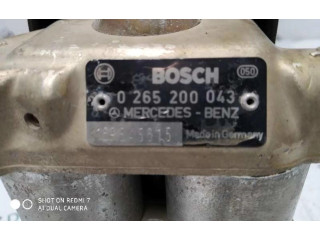 BOSCH
050
0 265 200 043
MERCEDES - BENZ
Made in Germany
SHOT ON REDMI 7
AI DUAL CAMERA